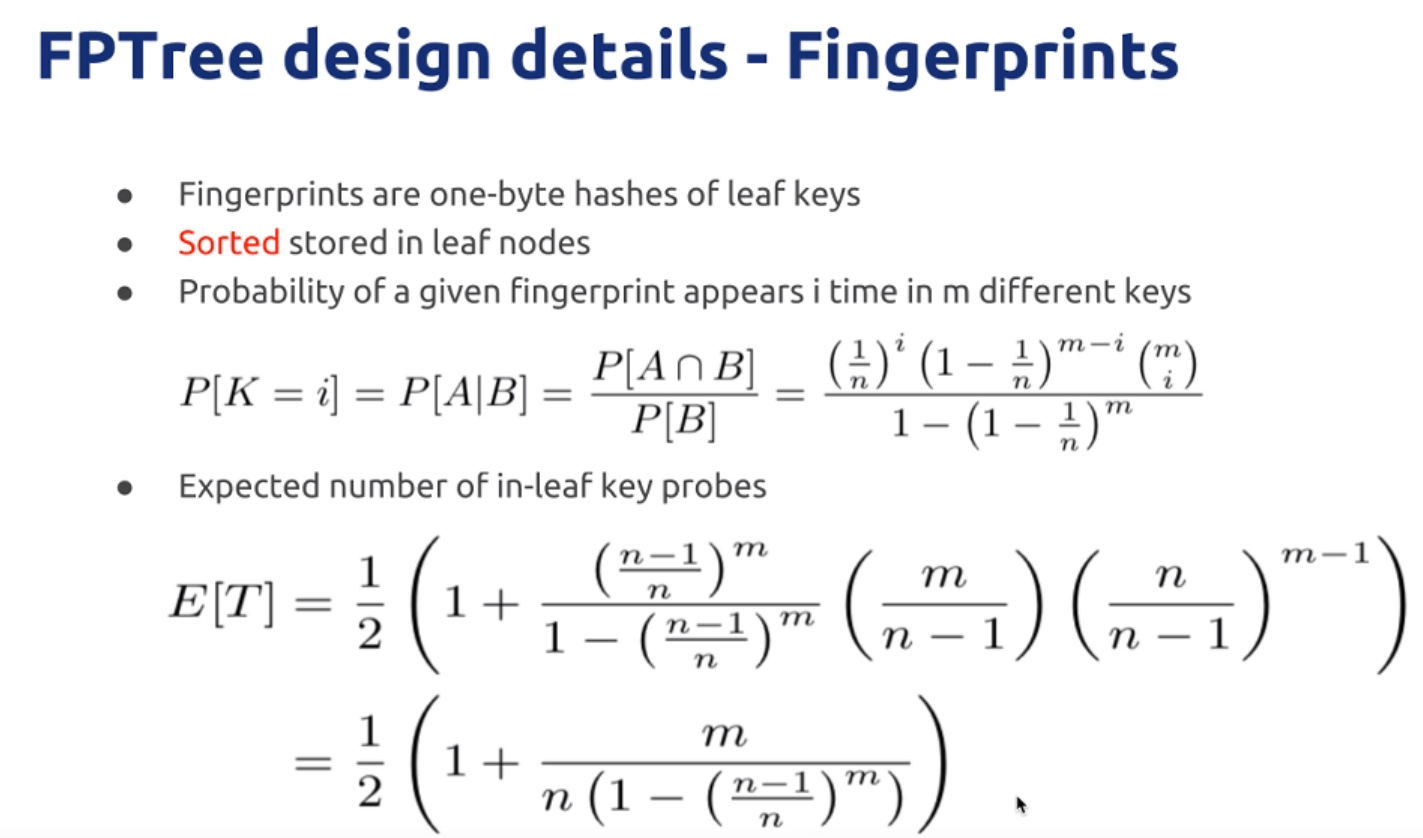 FPTree design details - Fingerprints
● Fingerprints are one-byte hashes of leaf keys
● Sorted stored in leaf nodes
● Probability of a given fingerprint appears i time in m different keys
$P[K = i] = P[A|B] = \frac{P[A \cap B]}{P[B]} = \frac{\left(\frac{1}{n}\right)^{i} \left(1 - \frac{1}{n}\right)^{m-i} \binom{m}{i}}{1 - \left(1 - \frac{1}{n}\right)^{m}}$
● Expected number of in-leaf key probes
$E[T] = \frac{1}{2} \left( 1 + \frac{\left(\frac{n-1}{n}\right)^{m}}{1 - \left(\frac{n-1}{n}\right)^{m}} \left( \frac{m}{n-1} \right) \left( \frac{n}{n-1} \right)^{m-1} \right)$
$= \frac{1}{2} \left( 1 + \frac{m}{n \left( 1 - \left(\frac{n-1}{n}\right)^{m} \right)} \right)$